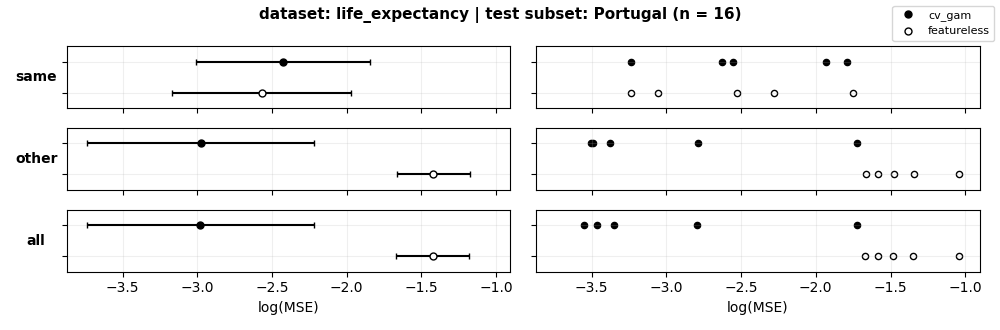 dataset: life_expectancy | test subset: Portugal (n = 16)
cv_gam
featureless
same
other
all
−3.5 −3.0 −2.5 −2.0 −1.5 −1.0
log(MSE)
−3.5 −3.0 −2.5 −2.0 −1.5 −1.0
log(MSE)